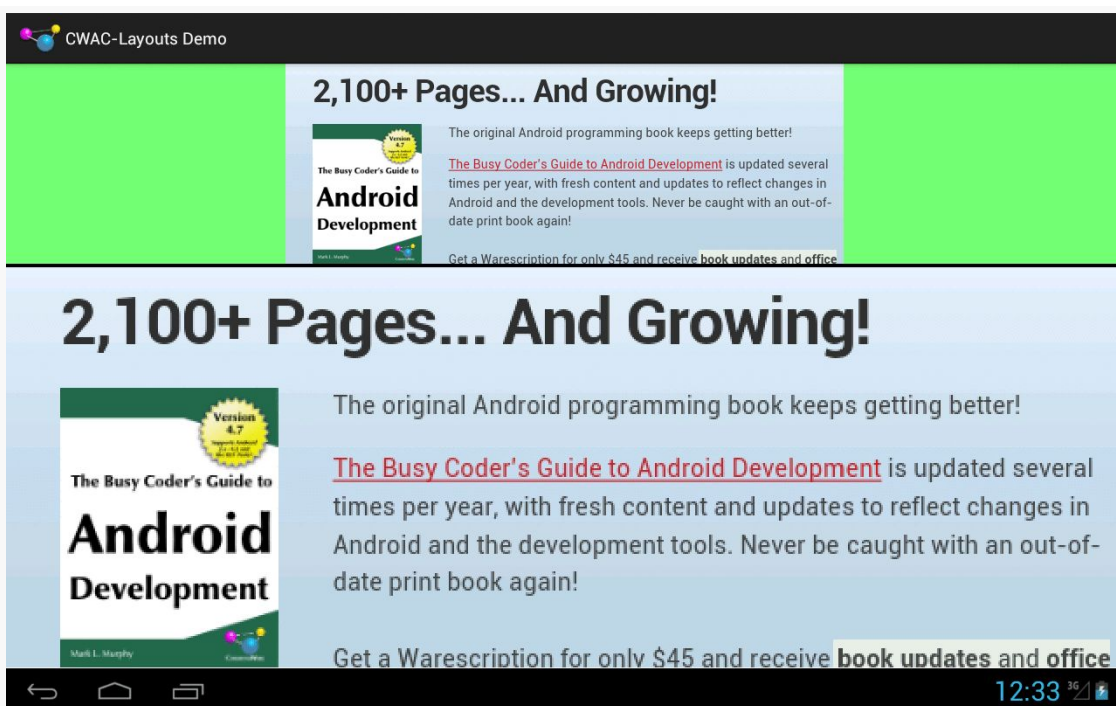 CWAC-Layouts Demo
2,100+ Pages... And Growing!
The original Android programming book keeps getting better!
Version
4.7
The Busy Coder's Guide to
Android
Development
Mark L. Murphy
The Busy Coder's Guide to Android Development is updated several
times per year, with fresh content and updates to reflect changes in
Android and the development tools. Never be caught with an out-of-
date print book again!
Get a Warescription for only $45 and receive book updates and office
2,100+ Pages... And Growing!
Version
4.7
The Busy Coder's Guide to
Android
Development
Mark L. Murphy
CommonsWare
The original Android programming book keeps getting better!
The Busy Coder's Guide to Android Development is updated several
times per year, with fresh content and updates to reflect changes in
Android and the development tools. Never be caught with an out-of-
date print book again!
Get a Warescription for only $45 and receive book updates and office
12:33 3G